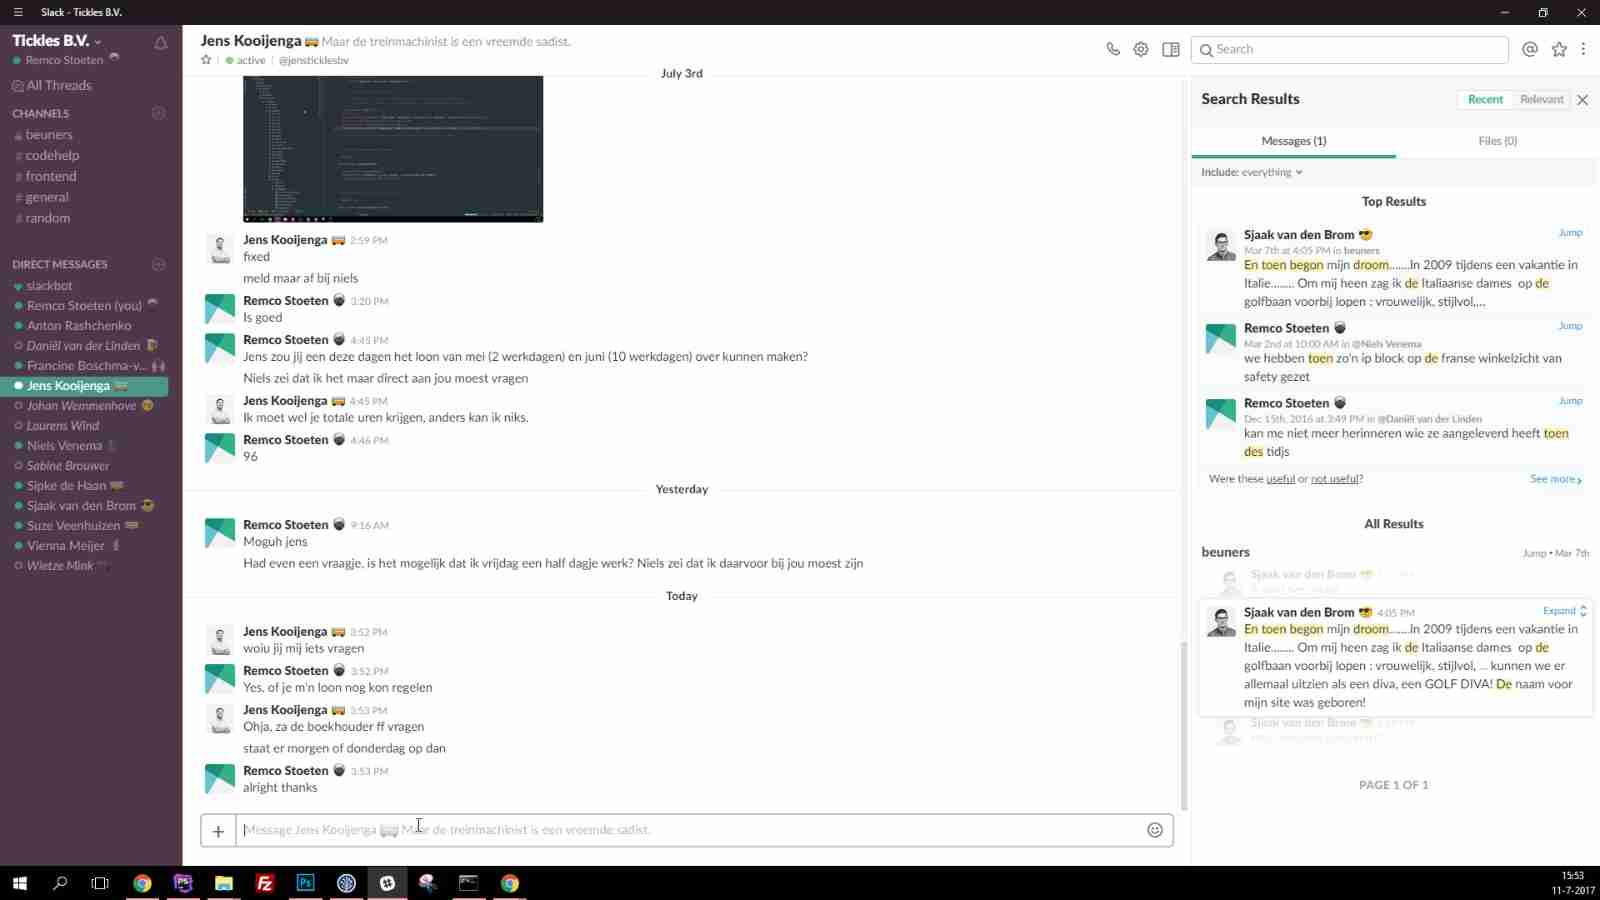 Slack - Tickles B.V.
Tickles B.V.
Remco Stoeten
All Threads
CHANNELS
beuners
# codehelp
# frontend
# general
# random
DIRECT MESSAGES
slackbot
Remco Stoeten (you)
Anton Rashchenko
Daniël van der Linden
Francine Boschma-v...
Jens Kooijenga
Johan Wemmenhove
Laurens Wind
Niels Venema
Sabine Brouwer
Sipke de Haan
Sjaak van den Brom
Suze Veenhuizen
Vienna Meijer
Wietze Mink
Jens Kooijenga Maar de treinmachinist is een vreemde sadist.
active | @jensticklesbv
July 3rd
Jens Kooijenga 2:59 PM
fixed
meld maar af bij niels
Remco Stoeten 3:20 PM
Is goed
Remco Stoeten 4:45 PM
Jens zou jij een deze dagen het loon van mei (2 werkdagen) en juni (10 werkdagen) over kunnen maken?
Niels zei dat ik het maar direct aan jou moest vragen
Jens Kooijenga 4:45 PM
Ik moet wel je totale uren krijgen, anders kan ik niks.
Remco Stoeten 4:46 PM
96
Yesterday
Remco Stoeten 9:16 AM
Moguh jens
Had even een vraagje. is het mogelijk dat ik vrijdag een half dagje werk? Niels zei dat ik daarvoor bij jou moest zijn
Today
Jens Kooijenga 3:52 PM
woiu jij mij iets vragen
Remco Stoeten 3:52 PM
Yes, of je m'n loon nog kon regelen
Jens Kooijenga 3:53 PM
Ohja, za de boekhouder ff vragen
staat er morgen of donderdag op dan
Remco Stoeten 3:53 PM
alright thanks
Message Jens Kooijenga Maar de treinmachinist is een vreemde sadist.
Search
Search Results
Recent Relevant
Messages (1) Files (0)
Include: everything
Top Results
Sjaak van den Brom Jump
Mar 7th at 4:05 PM in beuners
En toen begon mijn droom.......In 2009 tijdens een vakantie in
Italie........ Om mij heen zag ik de Italiaanse dames op de
golfbaan voorbij lopen : vrouwelijk, stijlvol,...
Remco Stoeten Jump
Mar 2nd at 10:00 AM in @Niels Venema
we hebben toen zo'n ip block op de franse winkelzicht van
safety gezet
Remco Stoeten Jump
Dec 15th, 2016 at 3:49 PM in @Daniël van der Linden
kan me niet meer herinneren wie ze aangeleverd heeft toen
des tidjs
Were these useful or not useful? See more
All Results
beuners Jump • Mar 7th
Sjaak van den Brom
Sjaak van den Brom 4:05 PM Expand
En toen begon mijn droom.......In 2009 tijdens een vakantie in
Italie........ Om mij heen zag ik de Italiaanse dames op de
golfbaan voorbij lopen : vrouwelijk, stijlvol, ... kunnen we er
allemaal uitzien als een diva, een GOLF DIVA! De naam voor
mijn site was geboren!
Sjaak van den Brom
PAGE 1 OF 1
15:53
11-7-2017